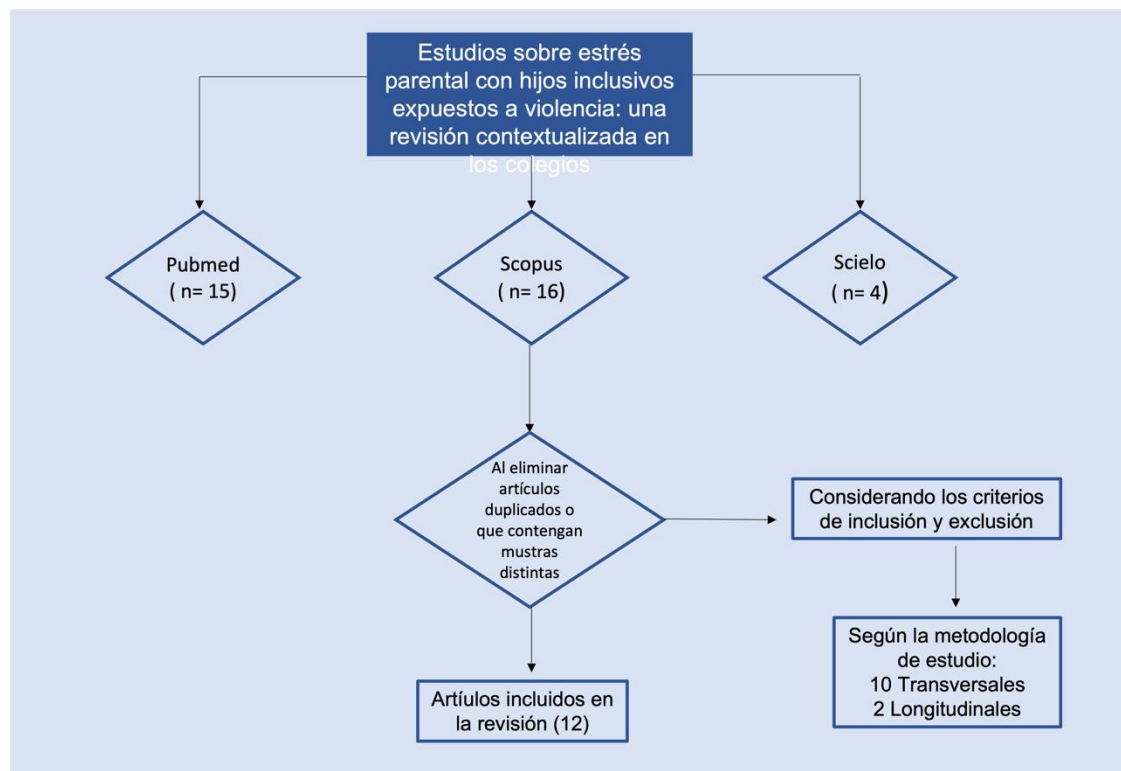 Estudios sobre estrés
parental con hijos inclusivos
expuestos a violencia: una
revisión contextualizada en
los colegios
Pubmed
( n= 15)
Scopus
( n= 16)
Scielo
( n= 4)
Al eliminar
artículos
duplicados o
que contengan
mustras
distintas
Considerando los criterios
de inclusión y exclusión
Según la metodología
de estudio:
10 Transversales
2 Longitudinales
Artíulos incluidos en
la revisión (12)